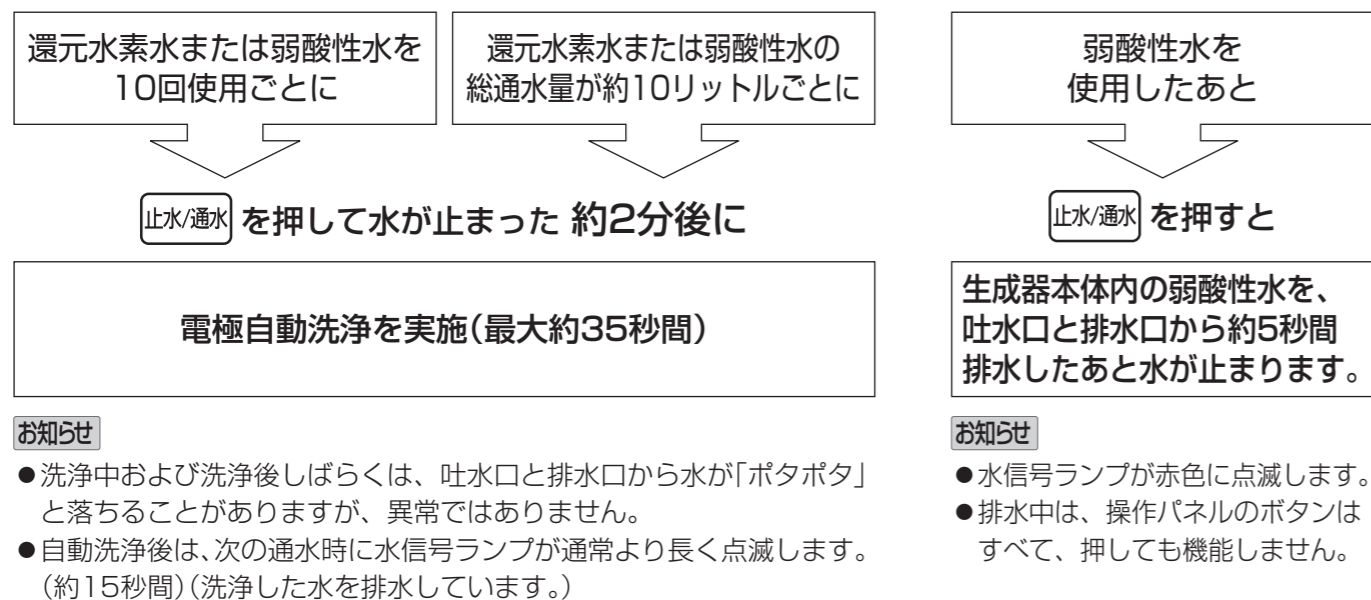 還元水素水または弱酸性水を
10回使用ごとに
還元水素水または弱酸性水の
総通水量が約10リットルごとに
止水/通水 を押して水が止まった 約2分後に
電極自動洗浄を実施(最大約35秒間)
お知らせ
●洗浄中および洗浄後しばらくは、吐水口と排水口から水が「ポタポタ」
と落ちることがありますが、異常ではありません。
●自動洗浄後は、次の通水時に水信号ランプが通常より長く点滅します。
(約15秒間)(洗浄した水を排水しています。)
弱酸性水を
使用したあと
止水/通水 を押すと
生成器本体内の弱酸性水を、
吐水口と排水口から約5秒間
排水したあと水が止まります。
お知らせ
●水信号ランプが赤色に点滅します。
●排水中は、操作パネルのボタンは
すべて、押しても機能しません。